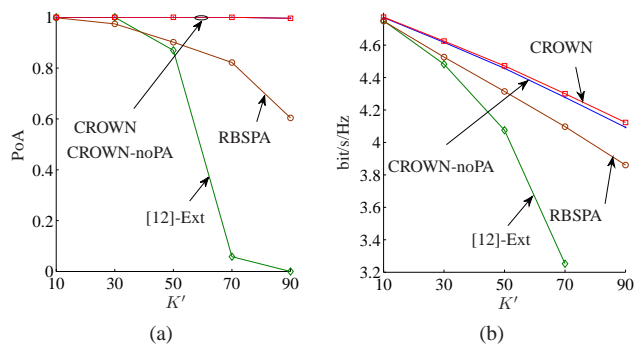 1
0.8
0.6
0.4
0.2
0
PoA
10 30 50 70 90
K′
CROWN
CROWN-noPA
RBSPA
[12]-Ext
(a)
4.6
4.4
4.2
4
3.8
3.6
3.4
3.2
bit/s/Hz
10 30 50 70 90
K′
CROWN
CROWN-noPA
RBSPA
[12]-Ext
(b)